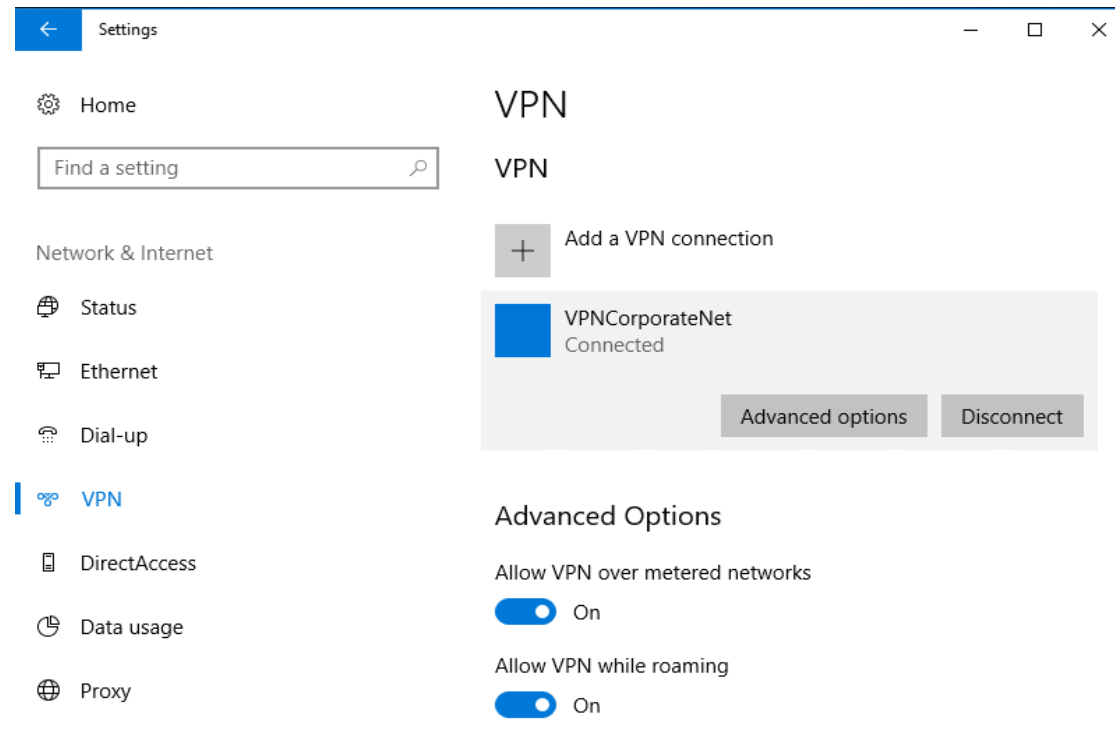 Settings
Home
Find a setting
Network & Internet
Status
Ethernet
Dial-up
VPN
DirectAccess
Data usage
Proxy
VPN
VPN
Add a VPN connection
VPNCorporateNet
Connected
Advanced options
Disconnect
Advanced Options
Allow VPN over metered networks
On
Allow VPN while roaming
On